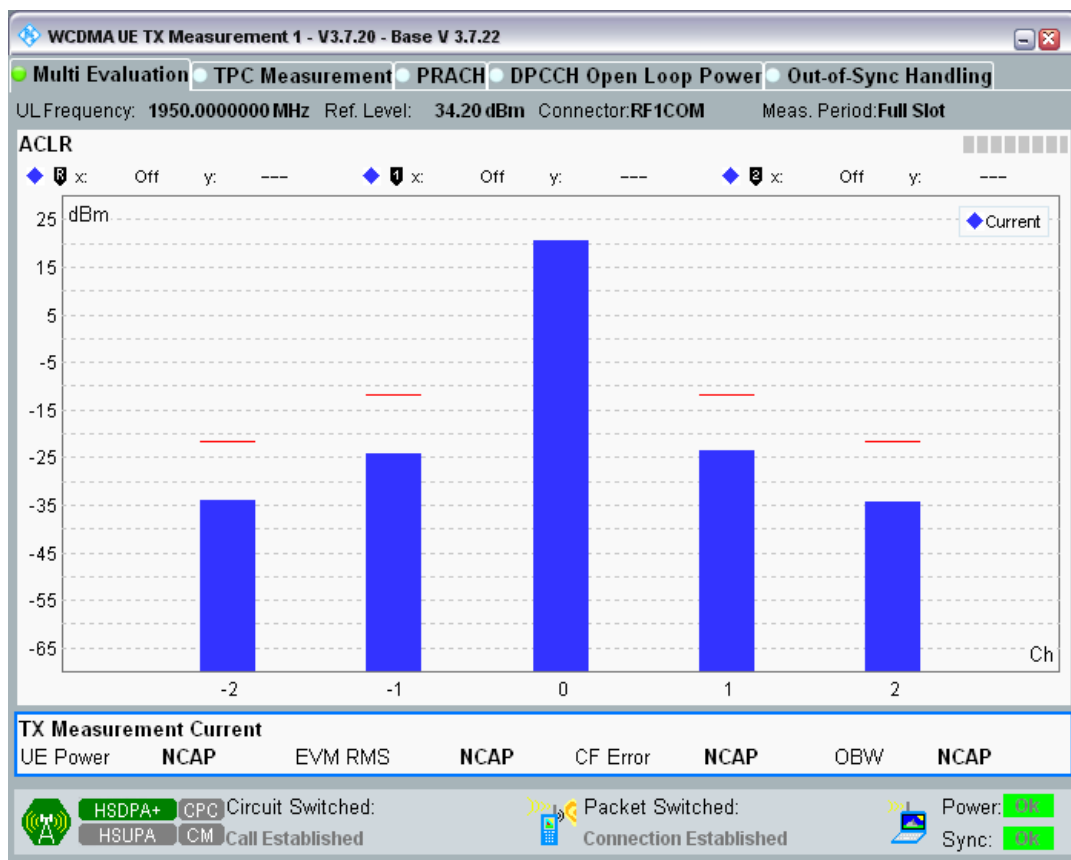 WCDMA UE TX Measurement 1 - V3.7.20 - Base V 3.7.22
Multi Evaluation TPC Measurement PRACH DPCCH Open Loop Power Out-of-Sync Handling
UL Frequency: 1950.0000000 MHz Ref. Level: 34.20 dBm Connector: RF1COM Meas. Period: Full Slot
ACLR
R x: Off y: --- 1 x: Off y: --- 2 x: Off y: ---
25 dBm Current
15
5
-5
-15
-25
-35
-45
-55
-65 Ch
-2 -1 0 1 2
TX Measurement Current
UE Power NCAP EVM RMS NCAP CF Error NCAP OBW NCAP
HSDPA+ CPC Circuit Switched: Packet Switched: Power: OK
HSUPA CM Call Established Connection Established Sync: OK